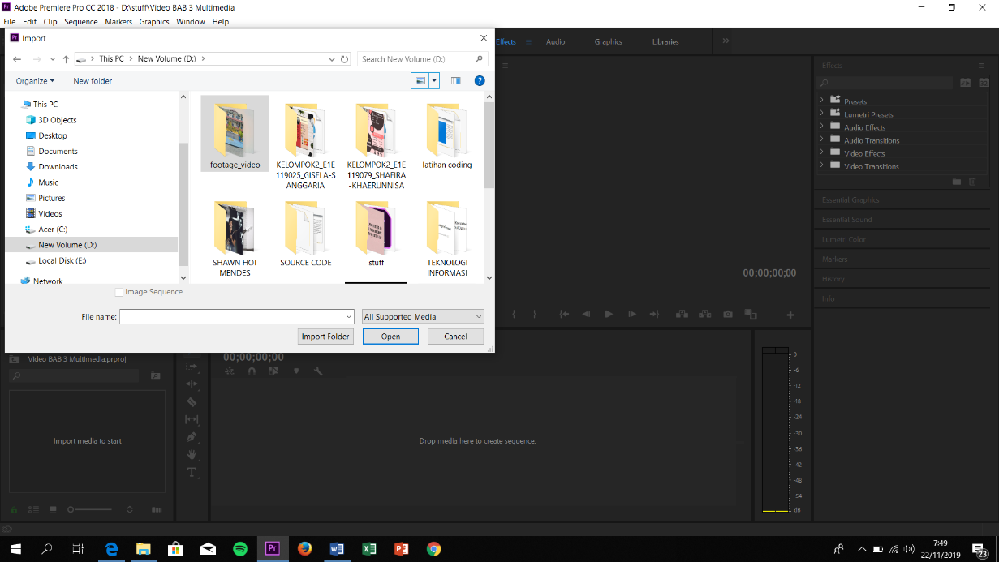 Adobe Premiere Pro CC 2018 - D:\stuff\Video BAB 3 Multimedia
File Edit Clip Sequence Markers Graphics Window Help
Import
This PC > New Volume (D:) >
Search New Volume (D:)
Organize
New folder
This PC
3D Objects
Desktop
Documents
Downloads
Music
Pictures
Videos
Acer (C:)
New Volume (D:)
Local Disk (E:)
Network
footage_video
KELOMPOK2_E1E
119025_GISELA-S
ANGGARIA
KELOMPOK2_E1E
119079_SHAFIRA
-KHAERUNNISA
latihan coding
SHAWN HOT
MENDES
SOURCE CODE
stuff
TEKNOLOGI
INFORMASI
Image Sequence
File name:
All Supported Media
Import Folder
Open
Cancel
Effects
Audio
Graphics
Libraries
00;00;00;00
Effects
Presets
Lumetri Presets
Audio Effects
Audio Transitions
Video Effects
Video Transitions
Essential Graphics
Essential Sound
Lumetri Color
Markers
History
Info
Video BAB 3 Multimedia.prproj
Import media to start
00;00;00;00
Drop media here to create sequence.
0
-6
-12
-18
-24
-30
-36
-42
-48
-54
dB
7:49
22/11/2019
23